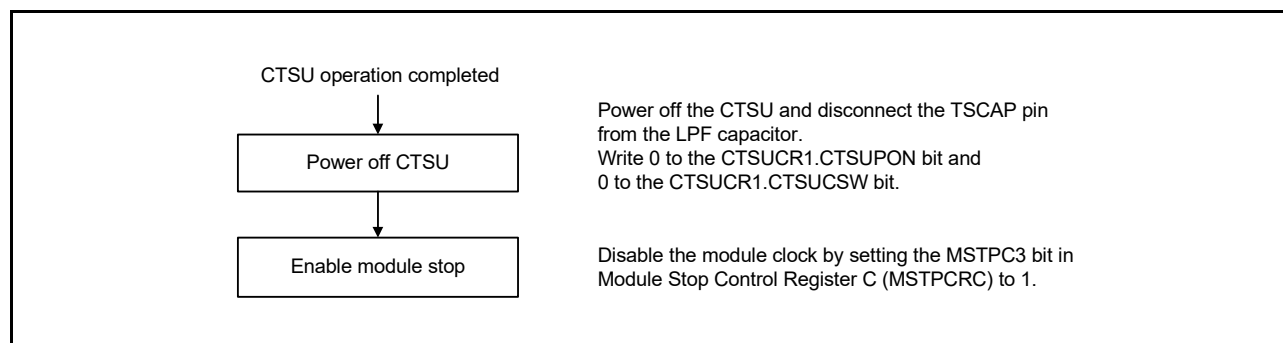 CTSU operation completed
Power off CTSU
Power off the CTSU and disconnect the TSCAP pin
from the LPF capacitor.
Write 0 to the CTSUCR1.CTSUPON bit and
0 to the CTSUCR1.CTSUCSW bit.
Enable module stop
Disable the module clock by setting the MSTPC3 bit in
Module Stop Control Register C (MSTPCRC) to 1.